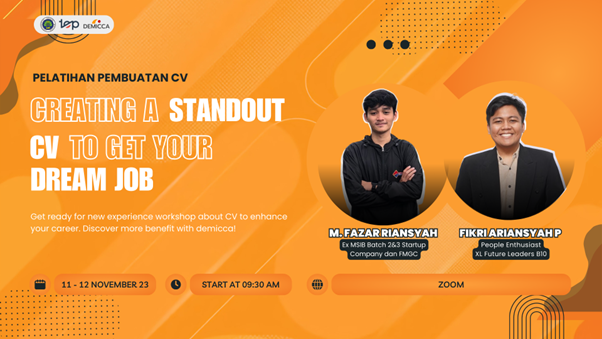 tep DEMICCA
PELATIHAN PEMBUATAN CV
CREATING A STANDOUT
CV TO GET YOUR
DREAM JOB
Get ready for new experience workshop about CV to enhance
your career. Discover more benefit with demicca!
M. FAZAR RIANSYAH
Ex MSIB Batch 2&3 Startup
Company dan FMGC
FIKRI ARIANSYAH P
People Enthusiast
XL Future Leaders B10
11 - 12 NOVEMBER 23
START AT 09:30 AM
ZOOM